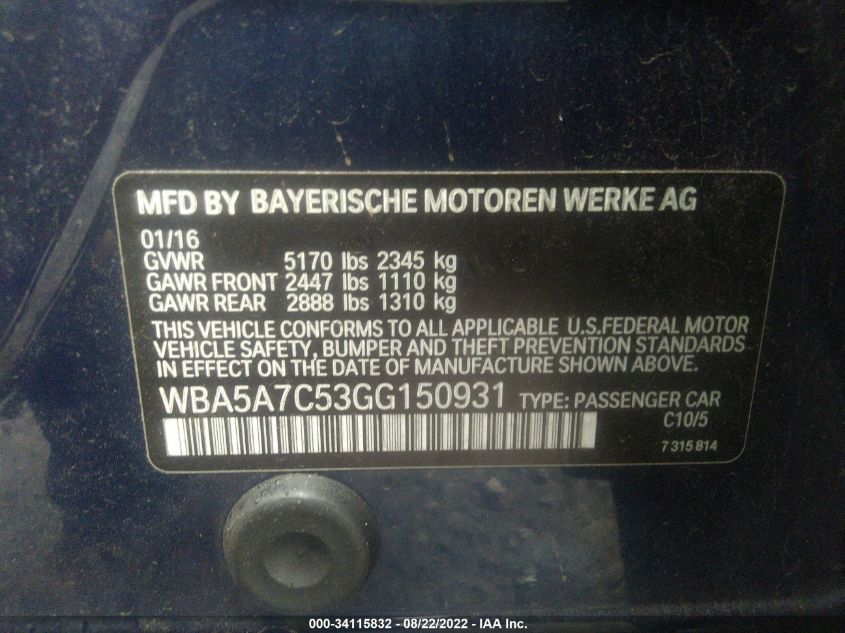 MFD BY BAYERISCHE MOTOREN WERKE AG
01/16
GVWR 5170 lbs 2345 kg
GAWR FRONT 2447 lbs 1110 kg
GAWR REAR 2888 lbs 1310 kg
THIS VEHICLE CONFORMS TO ALL APPLICABLE U.S.FEDERAL MOTOR
VEHICLE SAFETY, BUMPER AND THEFT PREVENTION STANDARDS
IN EFFECT ON THE DATE OF MANUFACTURE SHOWN ABOVE.
WBA5A7C53GG150931 TYPE: PASSENGER CAR
C10/5
7 315 814
000-34115832 - 08/22/2022 - IAA Inc.